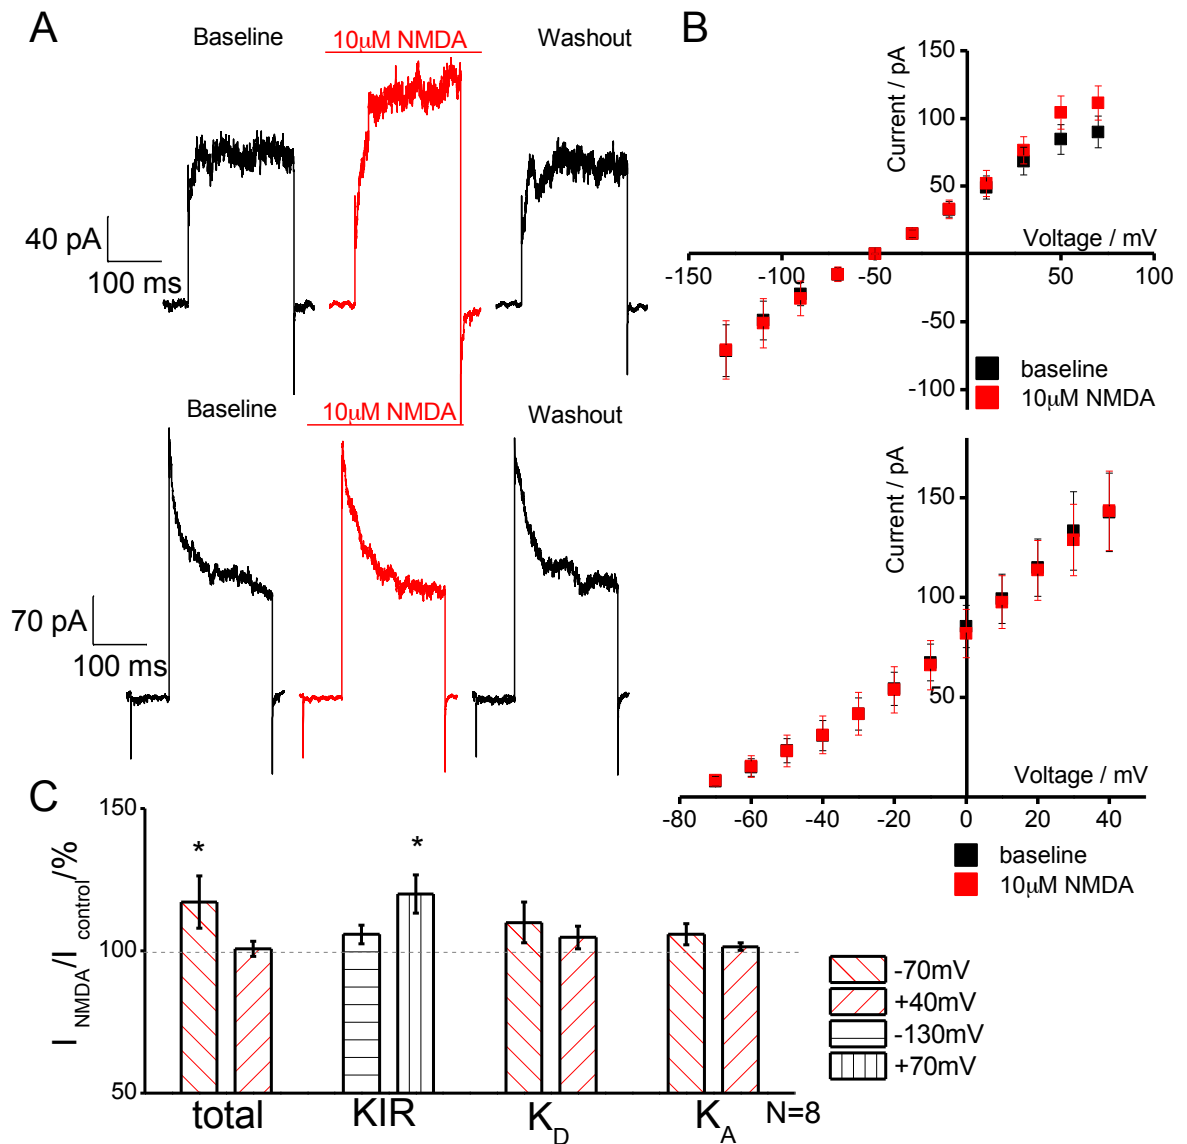 A
Baseline
10μM NMDA
Washout
40 pA
100 ms
Baseline
10μM NMDA
Washout
70 pA
100 ms
B
Current / pA
150
100
50
Voltage / mV
-150
-100
-50
50
100
-50
-100
baseline
10μM NMDA
Current / pA
150
100
50
Voltage / mV
-80
-60
-40
-20
0
20
40
baseline
10μM NMDA
C
I NMDA/I control/%
150
100
50
*
*
total
KIR
K D
K A
N=8
-70mV
+40mV
-130mV
+70mV